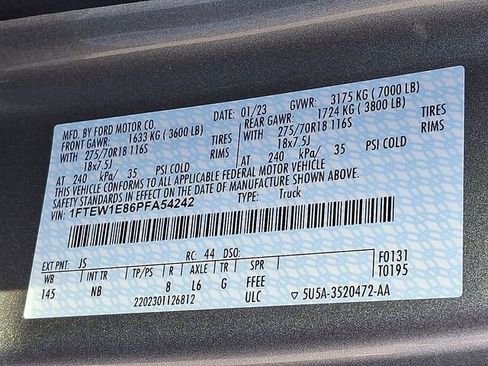 MFD. BY FORD MOTOR CO. DATE: 01/23 GVWR: 3175 KG ( 7000 LB)
FRONT GAWR: 1633 KG ( 3600 LB) REAR GAWR: 1724 KG ( 3800 LB)
WITH 275/70R18 116S TIRES WITH 275/70R18 116S TIRES
18x7.5J RIMS 18x7.5J RIMS
AT 240 kPa/ 35 PSI COLD AT 240 kPa/ 35 PSI COLD
THIS VEHICLE CONFORMS TO ALL APPLICABLE FEDERAL MOTOR VEHICLE
SAFETY STANDARDS IN EFFECT ON THE DATE OF MANUFACTURE SHOWN ABOVE.
VIN: 1FTEW1E86PFA54242 TYPE: Truck
EXT PNT: JS RC: 44 DSO: F0131
WB INT TR TP/PS R AXLE TR SPR T0195
145 NB 8 L6 G FFEE
2202301126812 ULC ▽ 5U5A-3520472-AA